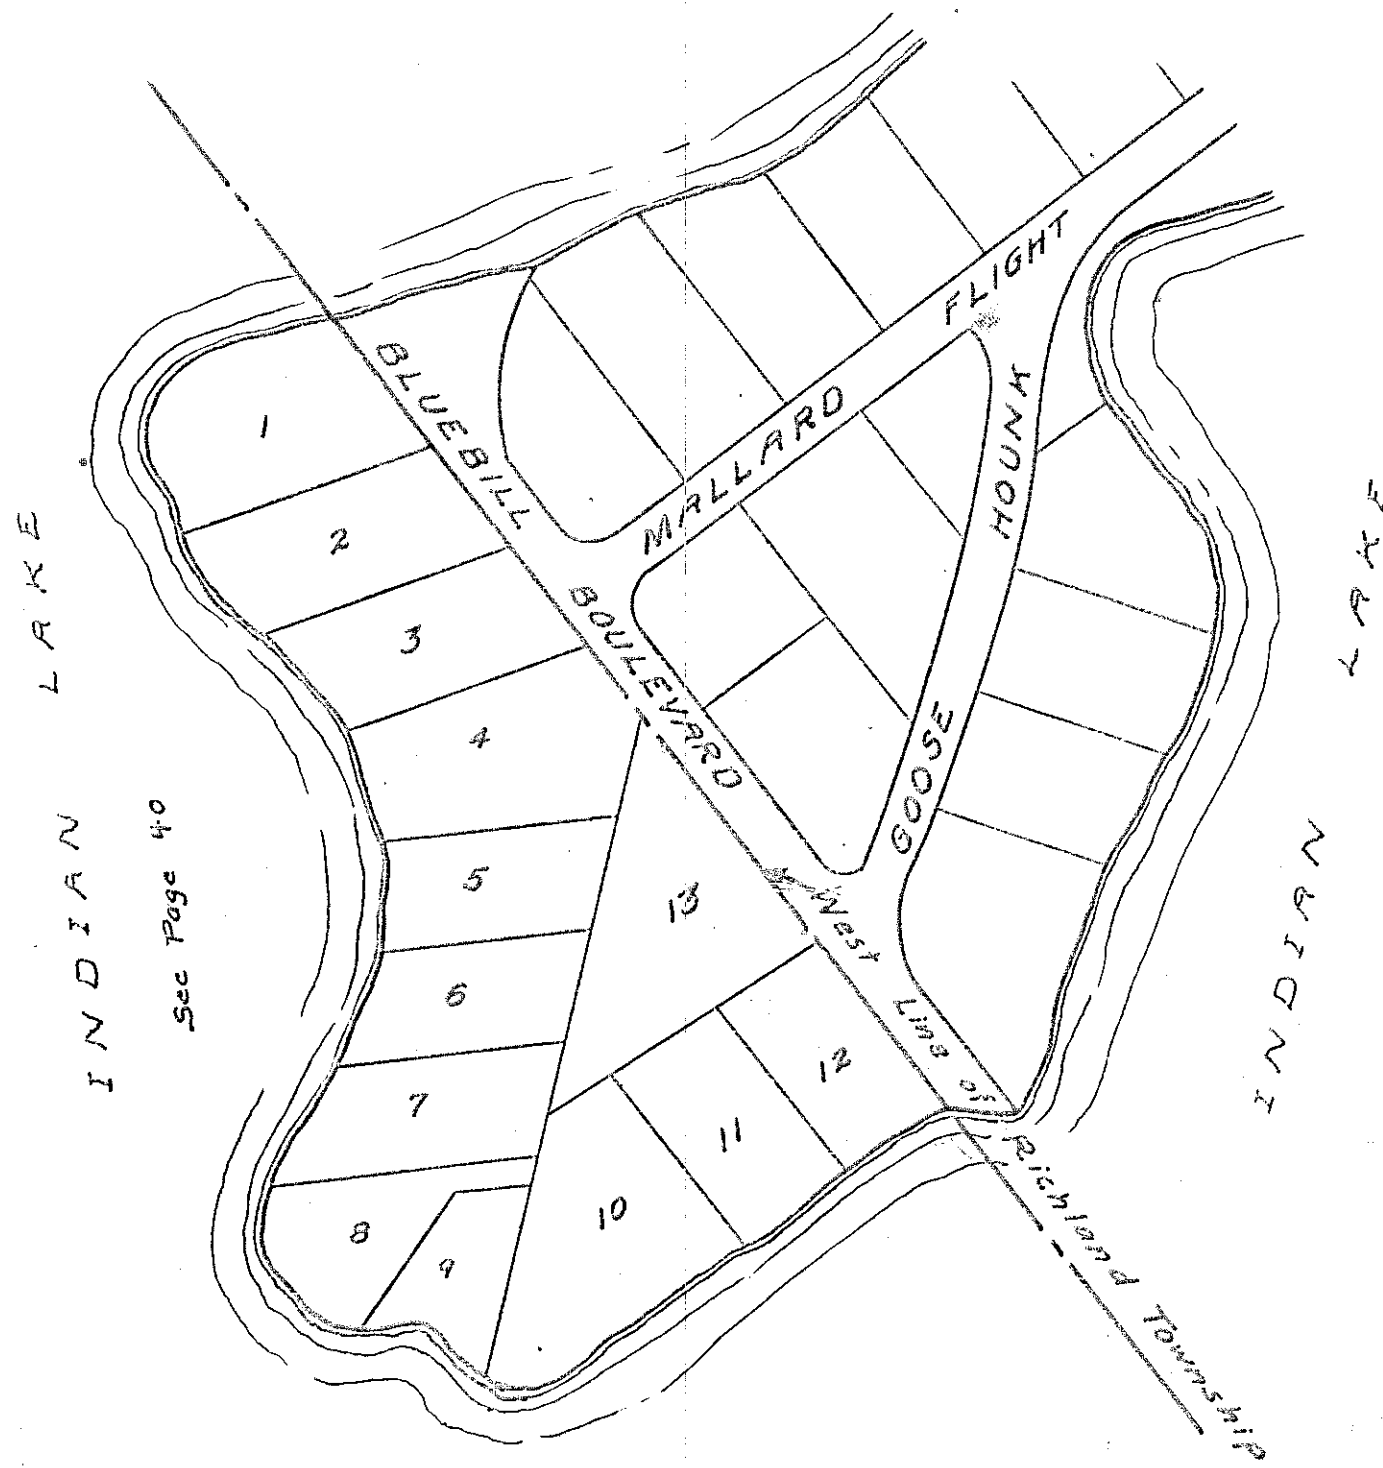 BLUEBILL BOULEVARD
MALLARD FLIGHT
GOOSE HOUNK
INDIAN LAKE
See Page 40
INDIAN LAKE
West Line of Richland Township
1
2
3
4
5
6
7
8
9
10
11
12
13